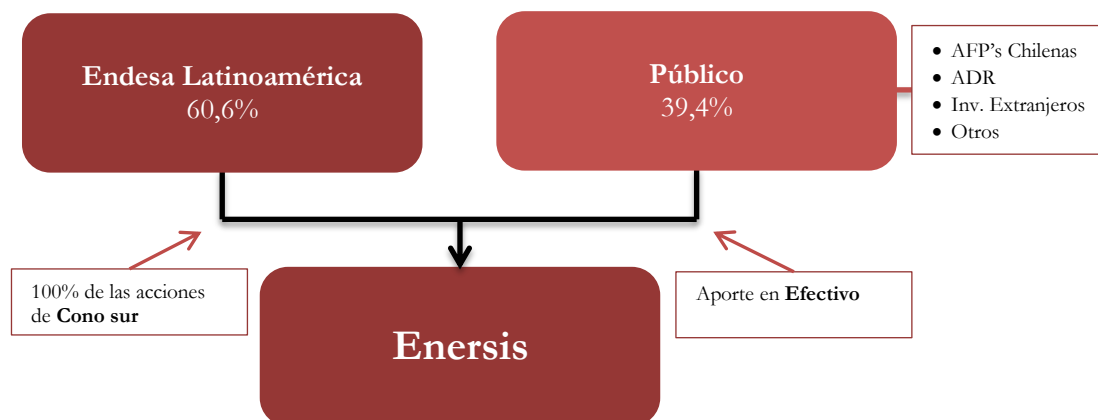 Endesa Latinoamérica
60,6%
Público
39,4%
• AFP's Chilenas
• ADR
• Inv. Extranjeros
• Otros
100% de las acciones
de Cono sur
Aporte en Efectivo
Enersis